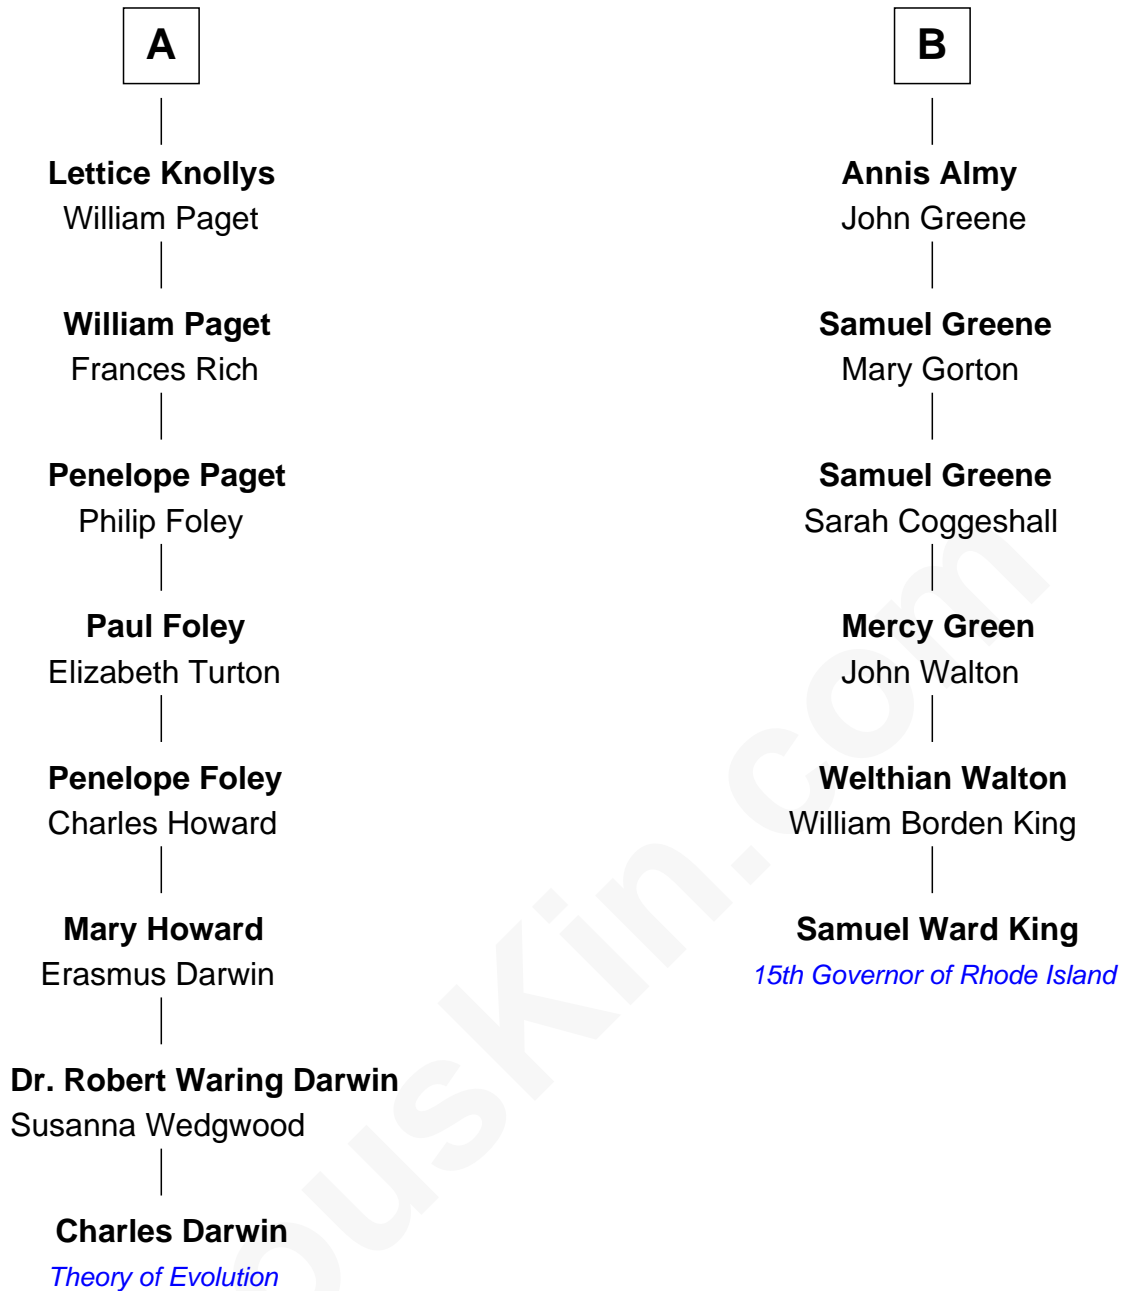 A
Lettice Knollys
William Paget
William Paget
Frances Rich
Penelope Paget
Philip Foley
Paul Foley
Elizabeth Turton
Penelope Foley
Charles Howard
Mary Howard
Erasmus Darwin
Dr. Robert Waring Darwin
Susanna Wedgwood
Charles Darwin
Theory of Evolution
B
Annis Almy
John Greene
Samuel Greene
Mary Gorton
Samuel Greene
Sarah Coggeshall
Mercy Green
John Walton
Welthian Walton
William Borden King
Samuel Ward King
15th Governor of Rhode Island
ousKin.com